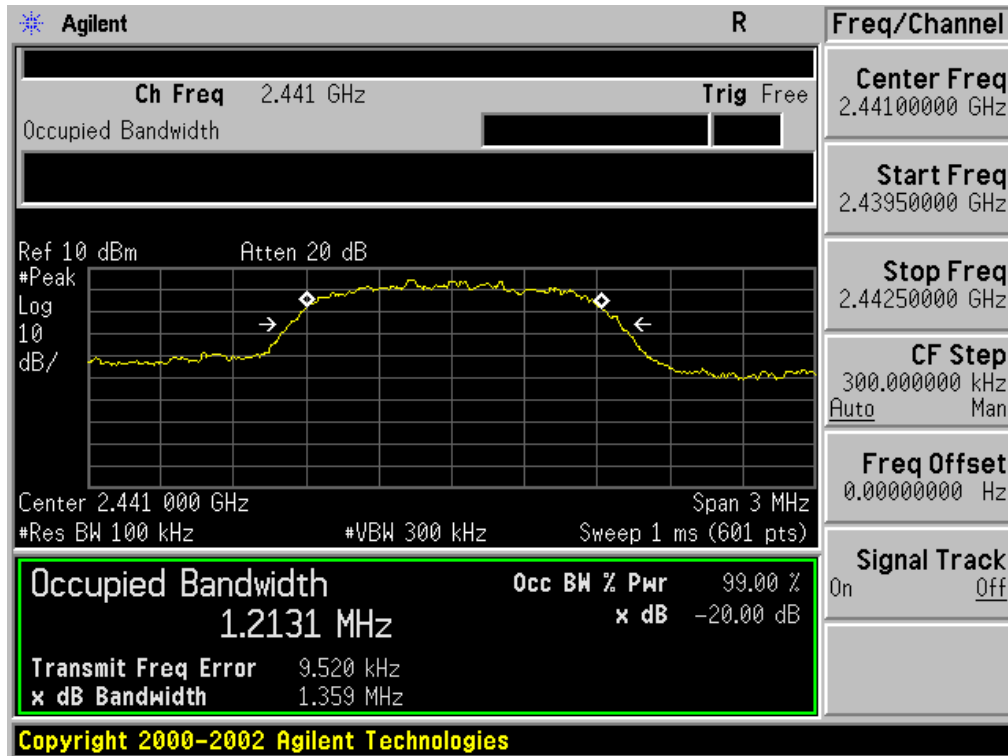 Agilent R Freq/Channel
Ch Freq 2.441 GHz Trig Free
Occupied Bandwidth
Center Freq
2.44100000 GHz
Start Freq
2.43950000 GHz
Stop Freq
2.44250000 GHz
CF Step
300.000000 kHz
Auto Man
Freq Offset
0.00000000 Hz
Signal Track
On Off
Ref 10 dBm Atten 20 dB
#Peak
Log
10
dB/
Center 2.441 000 GHz Span 3 MHz
#Res BW 100 kHz #VBW 300 kHz Sweep 1 ms (601 pts)
Occupied Bandwidth Occ BW % Pwr 99.00 %
1.2131 MHz x dB -20.00 dB
Transmit Freq Error 9.520 kHz
x dB Bandwidth 1.359 MHz
Copyright 2000-2002 Agilent Technologies